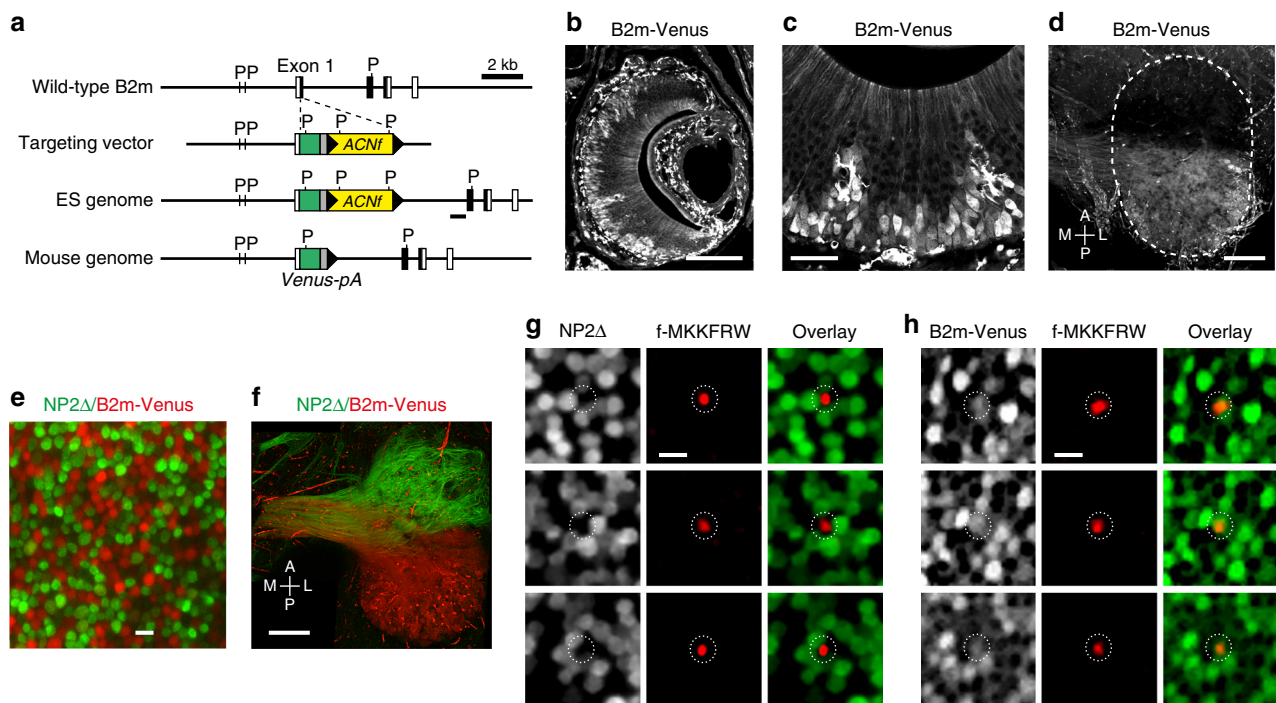 a
Wild-type B2m
PP
Exon 1
P
2 kb
Targeting vector
PP
P
P
P
ACNf
ES genome
PP
P
P
P
ACNf
P
Mouse genome
PP
P
P
Venus-pA
b
B2m-Venus
c
B2m-Venus
d
B2m-Venus
A
M L
P
e
NP2Δ/B2m-Venus
f
NP2Δ/B2m-Venus
A
M L
P
g
NP2Δ
f-MKKFRW
Overlay
h
B2m-Venus
f-MKKFRW
Overlay